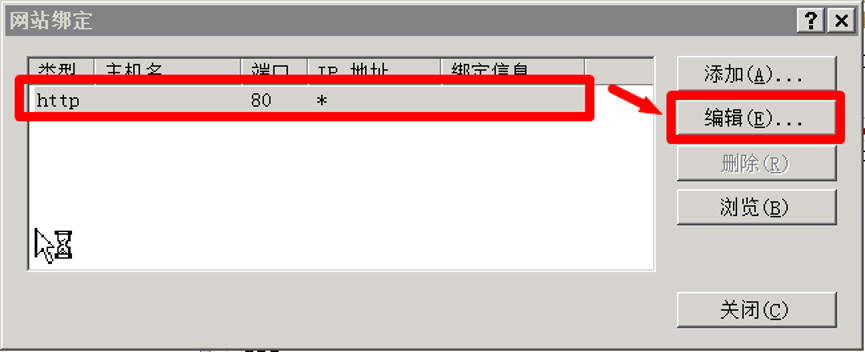 网站绑定
类型 主机名 端口 IP 地址 绑定信息
http 80 *
添加(A)...
编辑(E)...
删除(R)
浏览(B)
关闭(C)